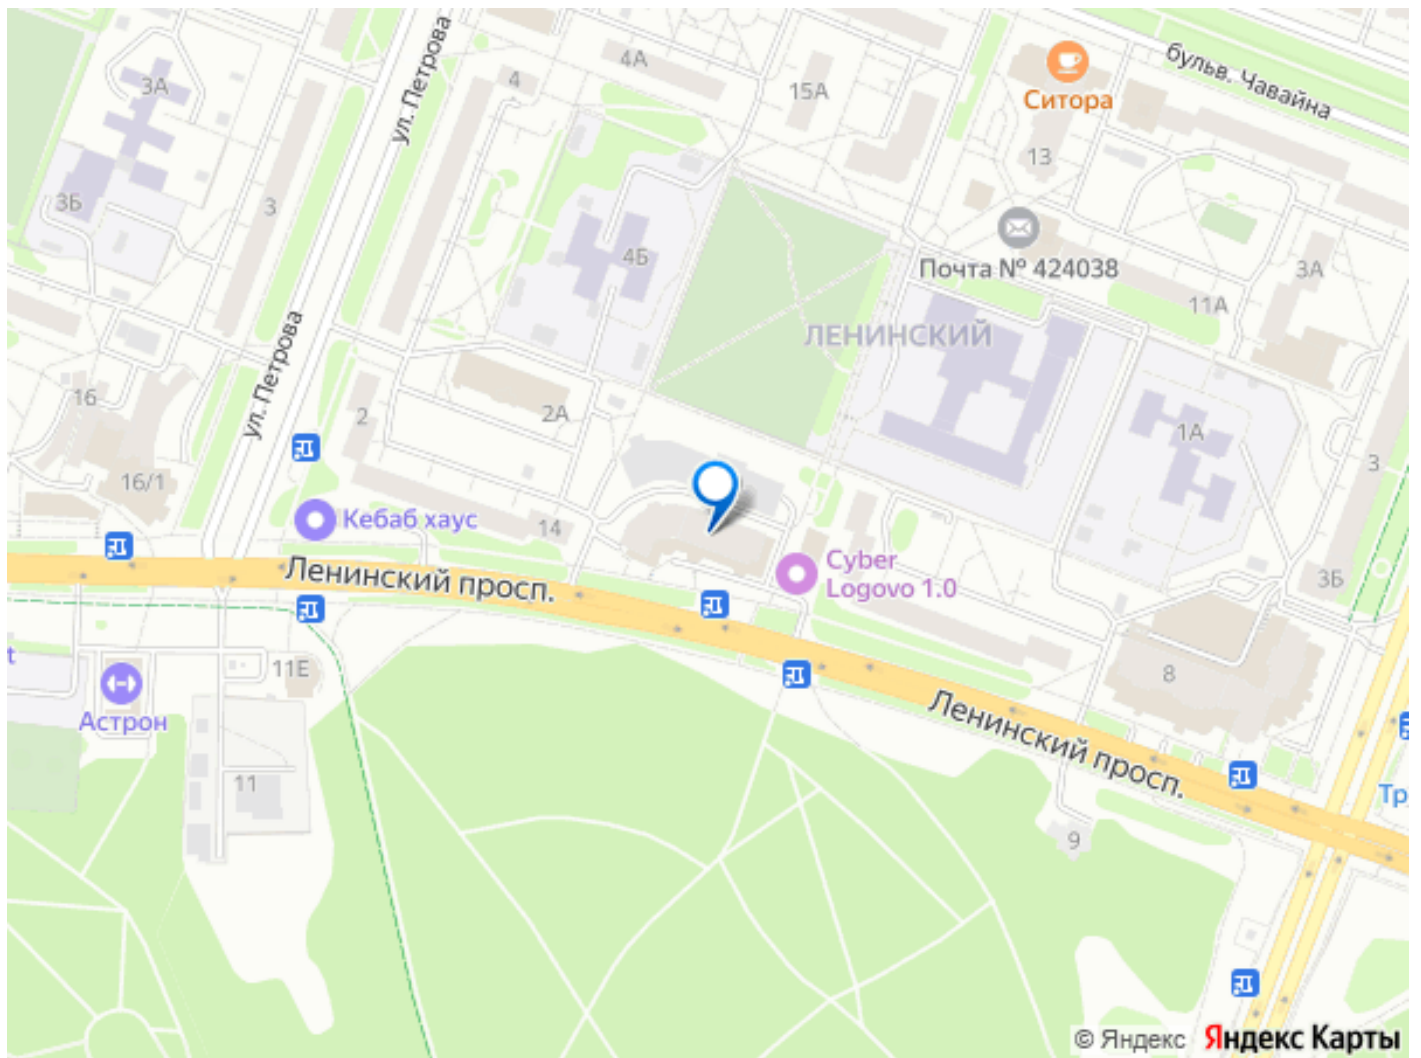 ул. Петрова
4
4А
15А
Ситора
бульв. Чавайна
3А
13
3Б
3
4Б
Почта № 424038
3А
11А
ЛЕНИНСКИЙ
ул. Петрова
16
2
2А
1А
3
16/1
Кебаб хаус
14
Cyber
Logovo 1.0
Ленинский просп.
3Б
t
11Е
8
Астрон
Ленинский просп.
11
Тр
9
© Яндекс Яндекс Карты